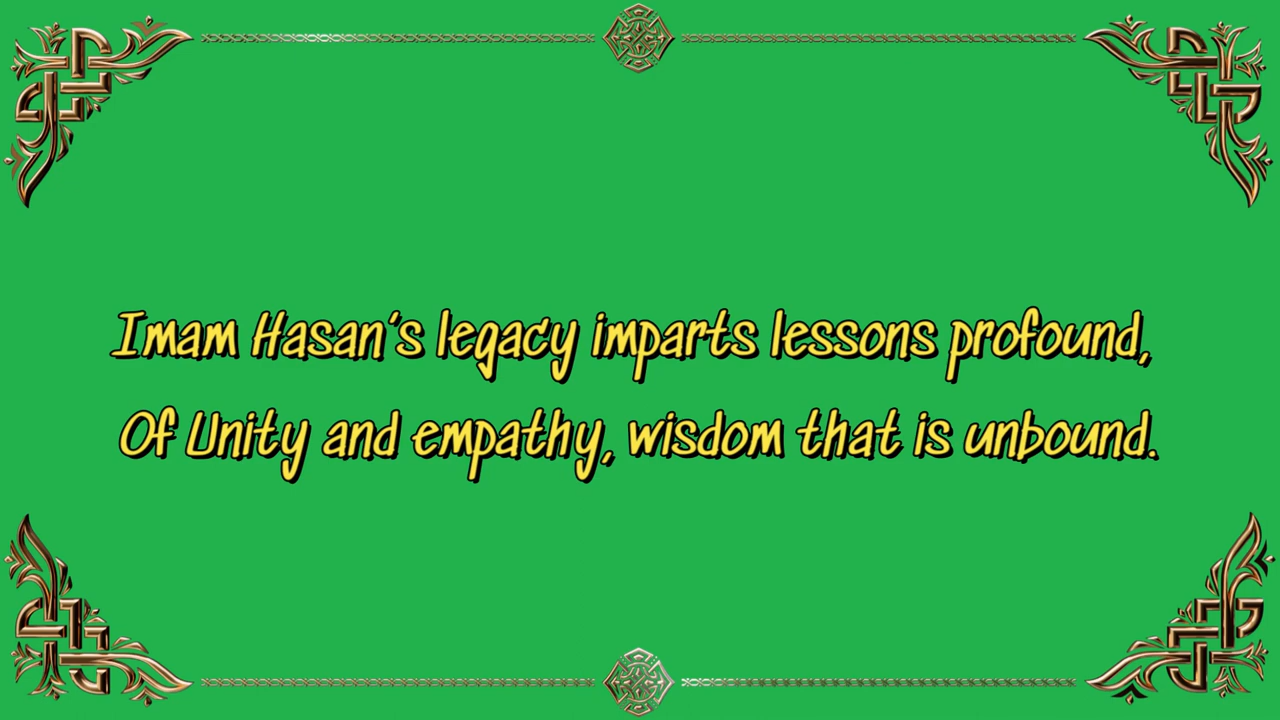 Imam Hasan's legacy imparts lessons profound,
Of Unity and empathy, wisdom that is unbound.